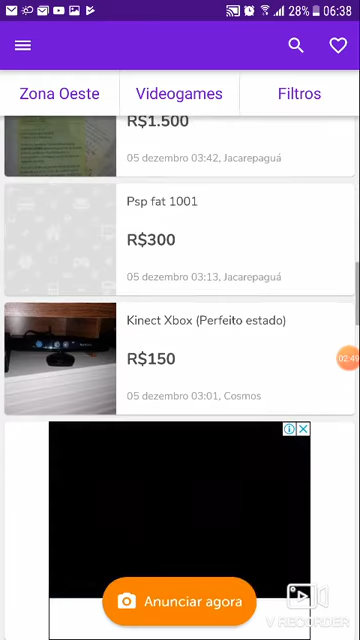 28% 06:38
Zona Oeste Videogames Filtros
R$1.500
05 dezembro 03:42, Jacarepaguá
Psp fat 1001
R$300
05 dezembro 03:13, Jacarepaguá
Kinect Xbox (Perfeito estado)
R$150
05 dezembro 03:01, Cosmos
02:49
Anunciar agora
V RECORDER